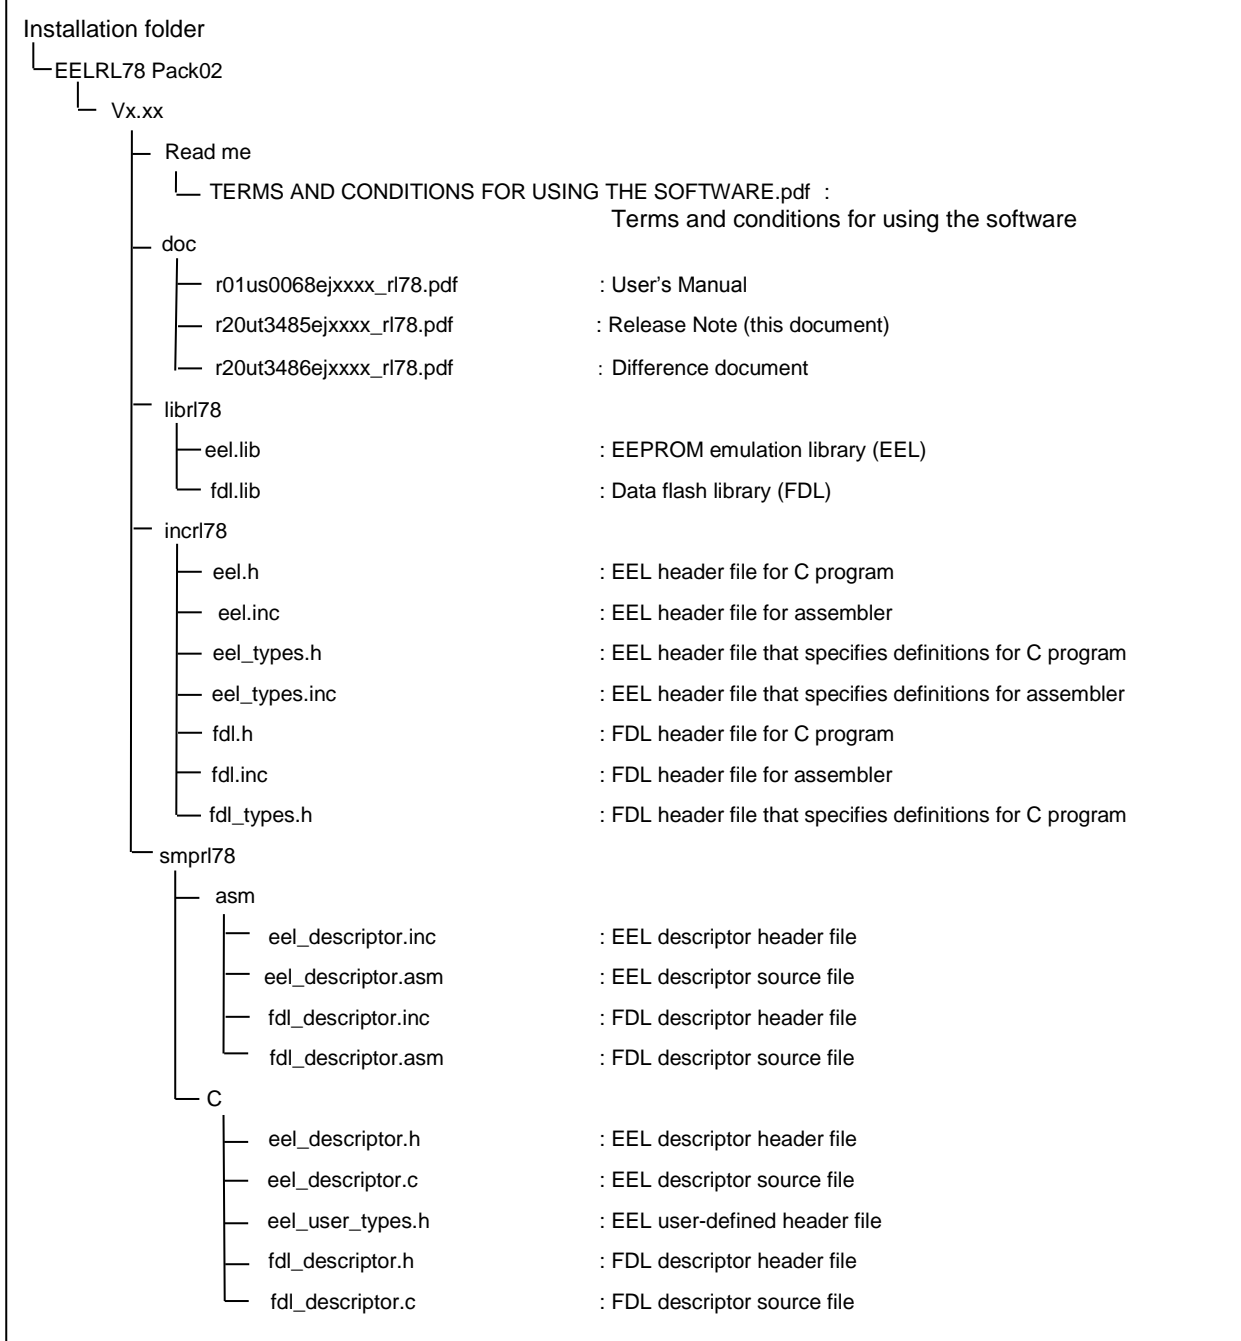 Installation folder
EELRL78 Pack02
Vx.xx
Read me
TERMS AND CONDITIONS FOR USING THE SOFTWARE.pdf :
Terms and conditions for using the software
doc
r01us0068ejxxxx_rl78.pdf : User's Manual
r20ut3485ejxxxx_rl78.pdf : Release Note (this document)
r20ut3486ejxxxx_rl78.pdf : Difference document
librl78
eel.lib : EEPROM emulation library (EEL)
fdl.lib : Data flash library (FDL)
incrl78
eel.h : EEL header file for C program
eel.inc : EEL header file for assembler
eel_types.h : EEL header file that specifies definitions for C program
eel_types.inc : EEL header file that specifies definitions for assembler
fdl.h : FDL header file for C program
fdl.inc : FDL header file for assembler
fdl_types.h : FDL header file that specifies definitions for C program
smprl78
asm
eel_descriptor.inc : EEL descriptor header file
eel_descriptor.asm : EEL descriptor source file
fdl_descriptor.inc : FDL descriptor header file
fdl_descriptor.asm : FDL descriptor source file
C
eel_descriptor.h : EEL descriptor header file
eel_descriptor.c : EEL descriptor source file
eel_user_types.h : EEL user-defined header file
fdl_descriptor.h : FDL descriptor header file
fdl_descriptor.c : FDL descriptor source file